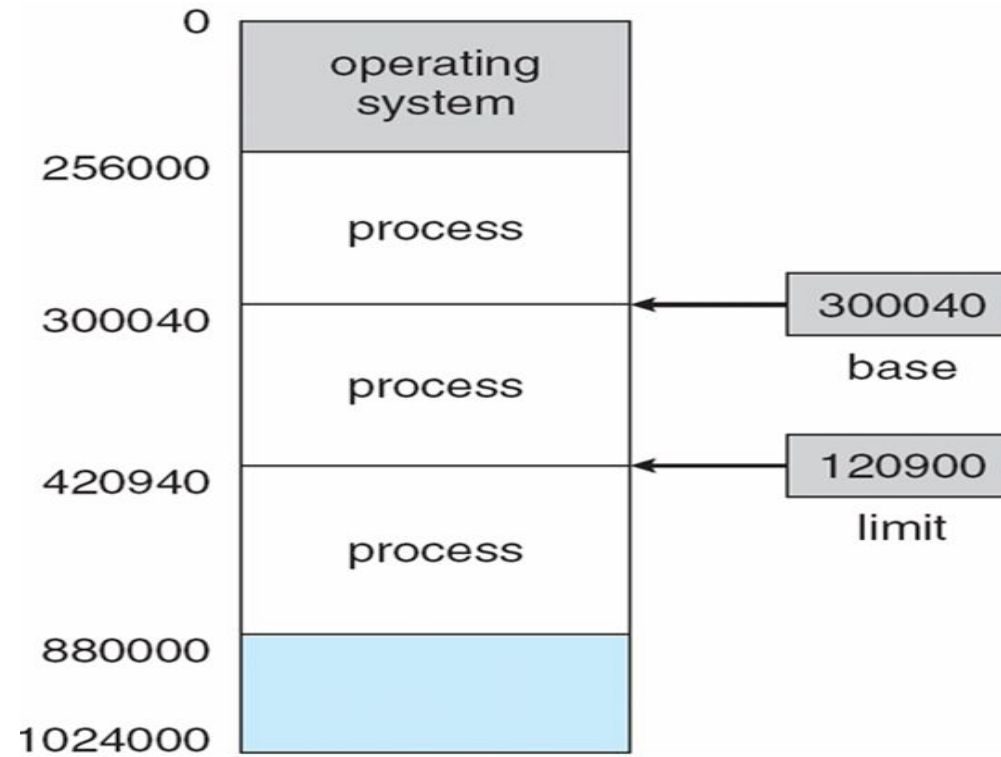 0
operating
system
256000
process
300040
300040
base
process
420940
120900
limit
process
880000
1024000